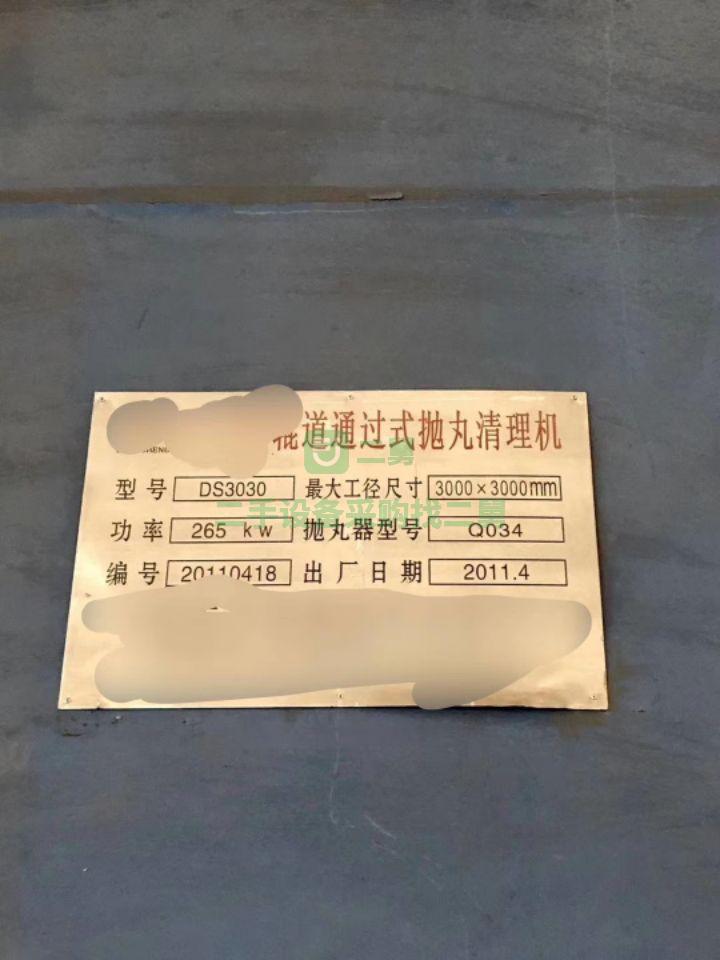 辊道通过式抛丸清理机
型号 DS3030 最大工径尺寸 3000×3000mm
功率 265 kw 抛丸器型号 Q034
编号 20110418 出厂日期 2011.4
二舅
二手设备采购找二舅